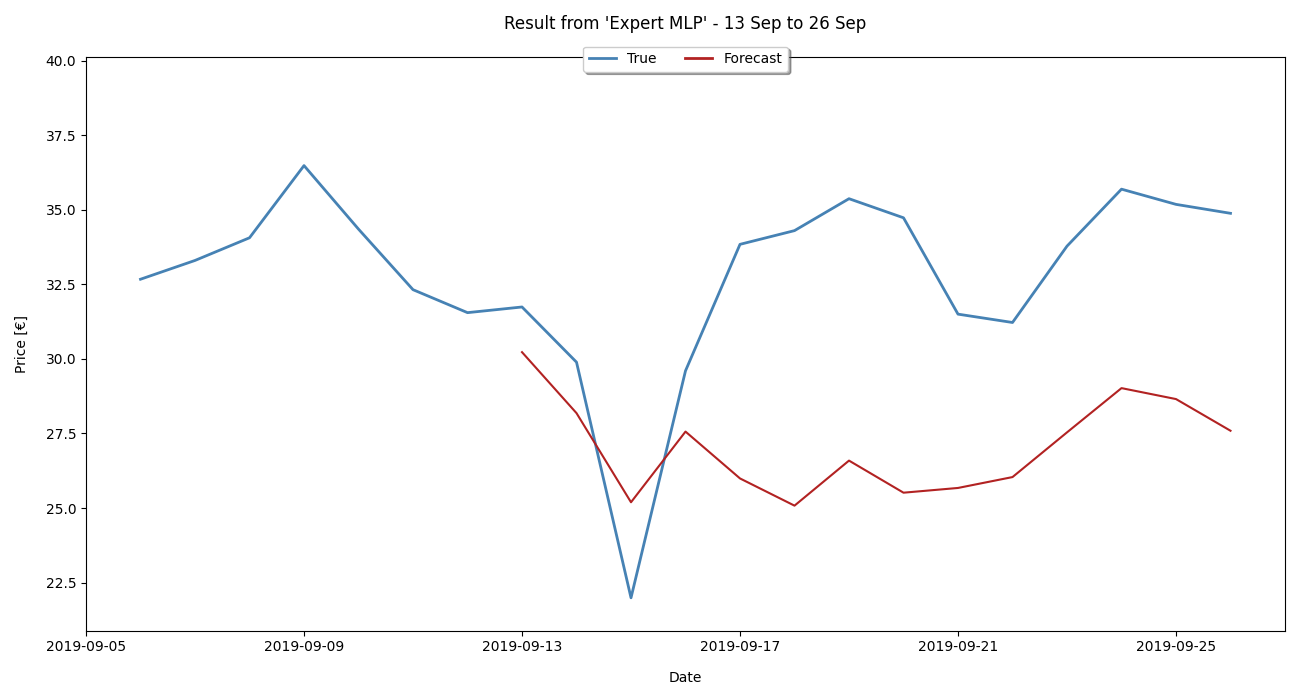 Result from 'Expert MLP' - 13 Sep to 26 Sep
True Forecast
40.0
37.5
35.0
32.5
30.0
27.5
25.0
22.5
Price [€]
2019-09-05 2019-09-09 2019-09-13 2019-09-17 2019-09-21 2019-09-25
Date